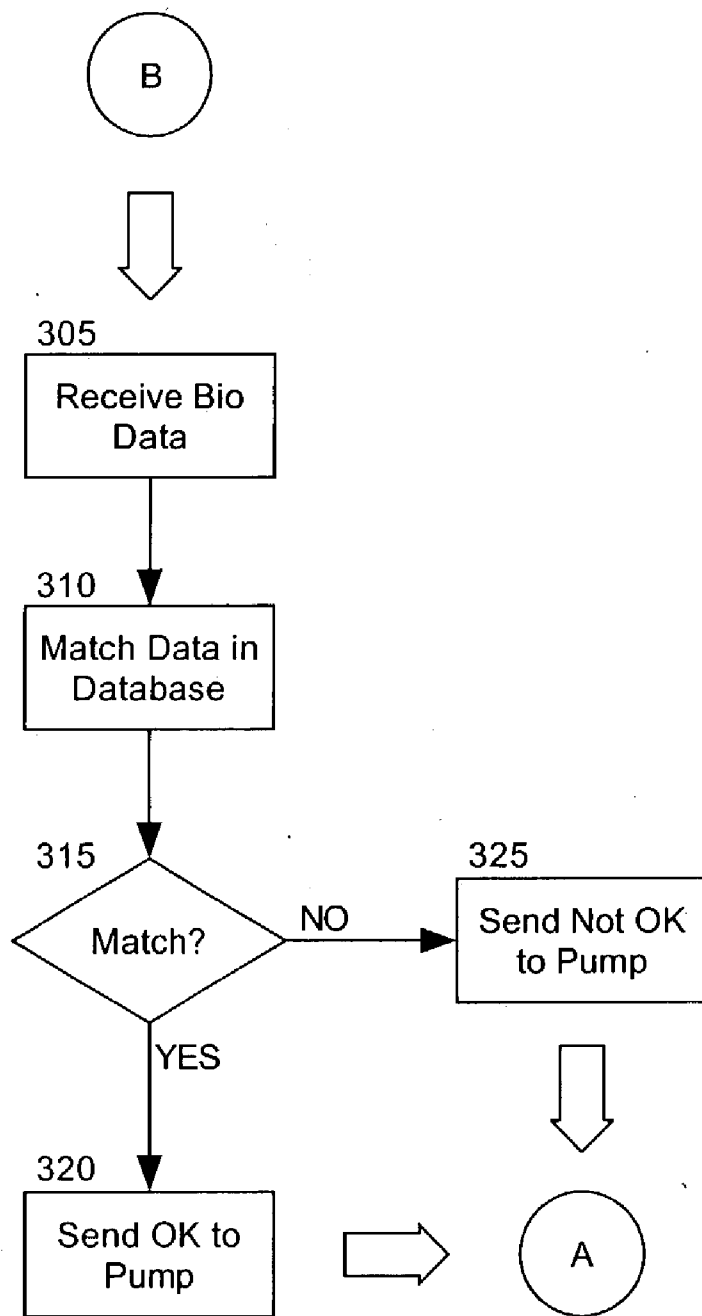 B
305
Receive Bio
Data
310
Match Data in
Database
315
Match?
NO
325
Send Not OK
to Pump
YES
320
Send OK to
Pump
A